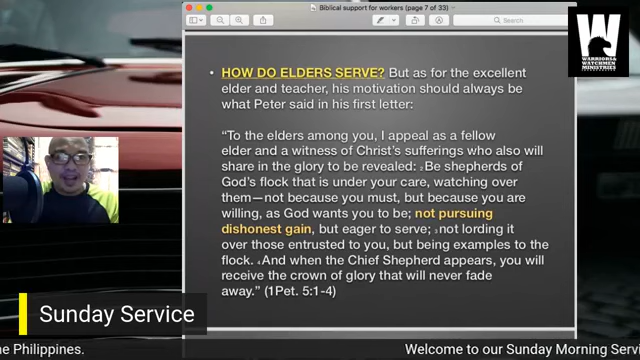 Biblical support for workers (page 7 of 33)
Search
WARRIORS &
WATCHMEN
MINISTRIES
• HOW DO ELDERS SERVE? But as for the excellent
elder and teacher, his motivation should always be
what Peter said in his first letter:
“To the elders among you, I appeal as a fellow
elder and a witness of Christ’s sufferings who also will
share in the glory to be revealed: 2Be shepherds of
God’s flock that is under your care, watching over
them—not because you must, but because you are
willing, as God wants you to be; not pursuing
dishonest gain, but eager to serve; 3not lording it
over those entrusted to you, but being examples to the
flock. 4And when the Chief Shepherd appears, you will
receive the crown of glory that will never fade
away.” (1Pet. 5:1-4)
Sunday Service
he Philippines.
Welcome to our Sunday Morning Servi